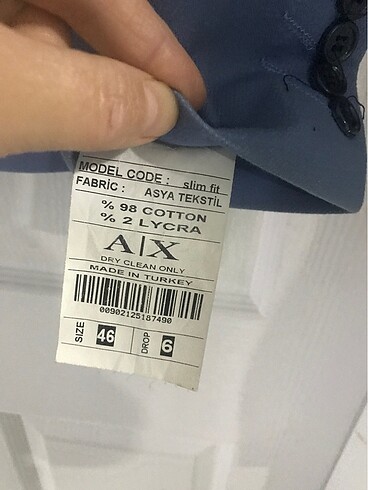 MODEL CODE : slim fit
FABRIC : ASYA TEKSTİL
% 98 COTTON
% 2 LYCRA
A|X
DRY CLEAN ONLY
MADE IN TURKEY
00902125187490
SIZE 46 DROP 6